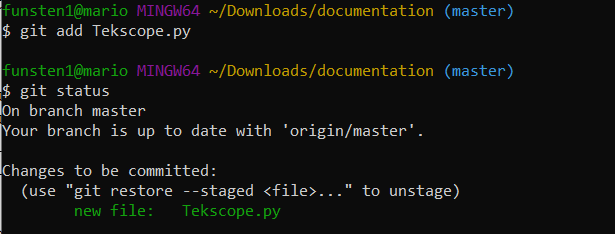 funsten1@mario MINGW64 ~/Downloads/documentation (master)
$ git add Tekscope.py
funsten1@mario MINGW64 ~/Downloads/documentation (master)
$ git status
On branch master
Your branch is up to date with 'origin/master'.
Changes to be committed:
  (use "git restore --staged <file>..." to unstage)
        new file:   Tekscope.py